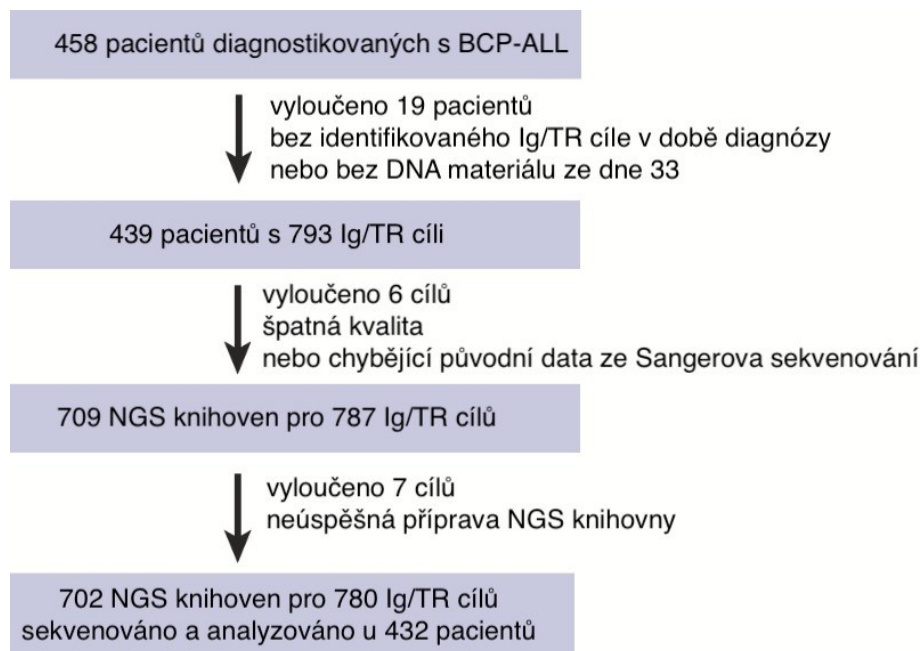 458 pacientů diagnostikovaných s BCP-ALL
vyloučeno 19 pacientů
bez identifikovaného Ig/TR cíle v době diagnózy
nebo bez DNA materiálu ze dne 33
439 pacientů s 793 Ig/TR cíli
vyloučeno 6 cílů
špatná kvalita
nebo chybějící původní data ze Sangerova sekvenování
709 NGS knihoven pro 787 Ig/TR cílů
vyloučeno 7 cílů
neúspěšná příprava NGS knihovny
702 NGS knihoven pro 780 Ig/TR cílů
sekvenováno a analyzováno u 432 pacientů